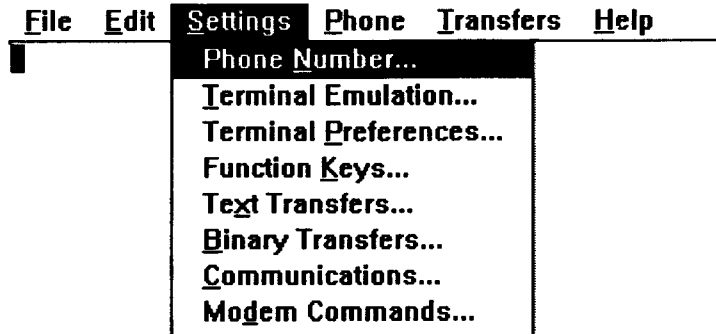 File Edit Settings Phone Transfers Help
Phone Number...
Terminal Emulation...
Terminal Preferences...
Function Keys...
Text Transfers...
Binary Transfers...
Communications...
Modem Commands...